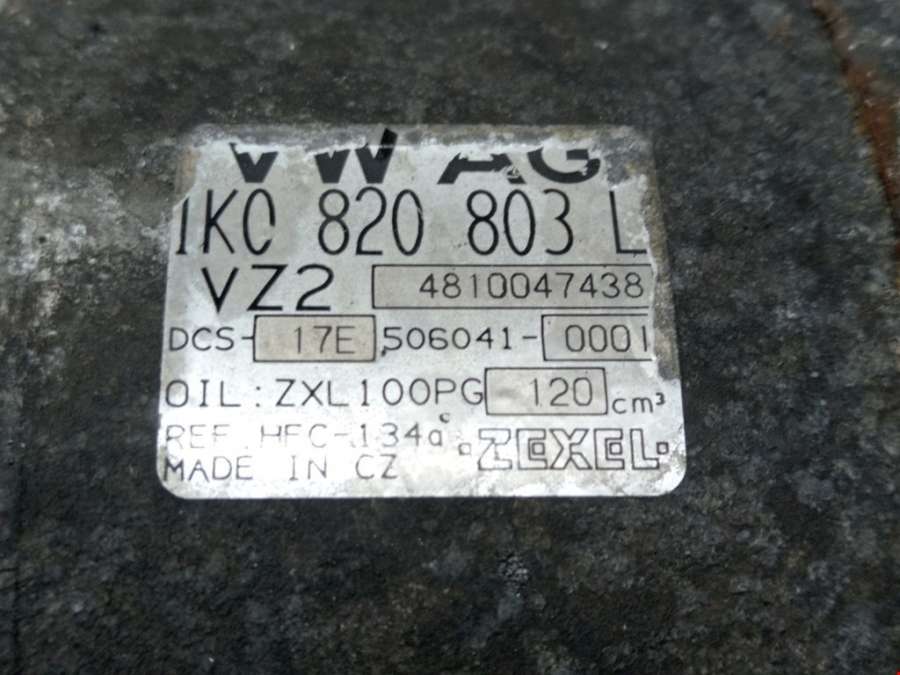 VW AG
1K0 820 803 L
VZ2 4810047438
DCS-17E 506041-0001
OIL: ZXL100PG 120 cm³
REF. HFC-134a
ZEXEL
MADE IN CZ